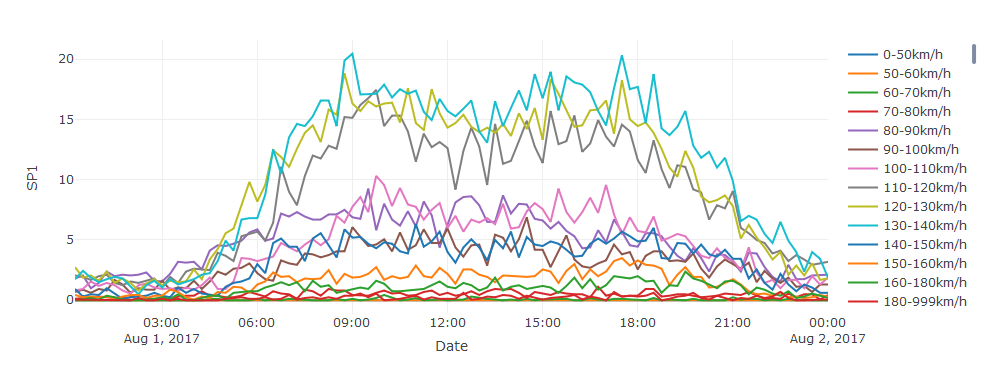 20
15
10
5
0
SP1
03:00
06:00
09:00
12:00
15:00
18:00
21:00
00:00
Aug 1, 2017
Aug 2, 2017
Date
0-50km/h
50-60km/h
60-70km/h
70-80km/h
80-90km/h
90-100km/h
100-110km/h
110-120km/h
120-130km/h
130-140km/h
140-150km/h
150-160km/h
160-180km/h
180-999km/h